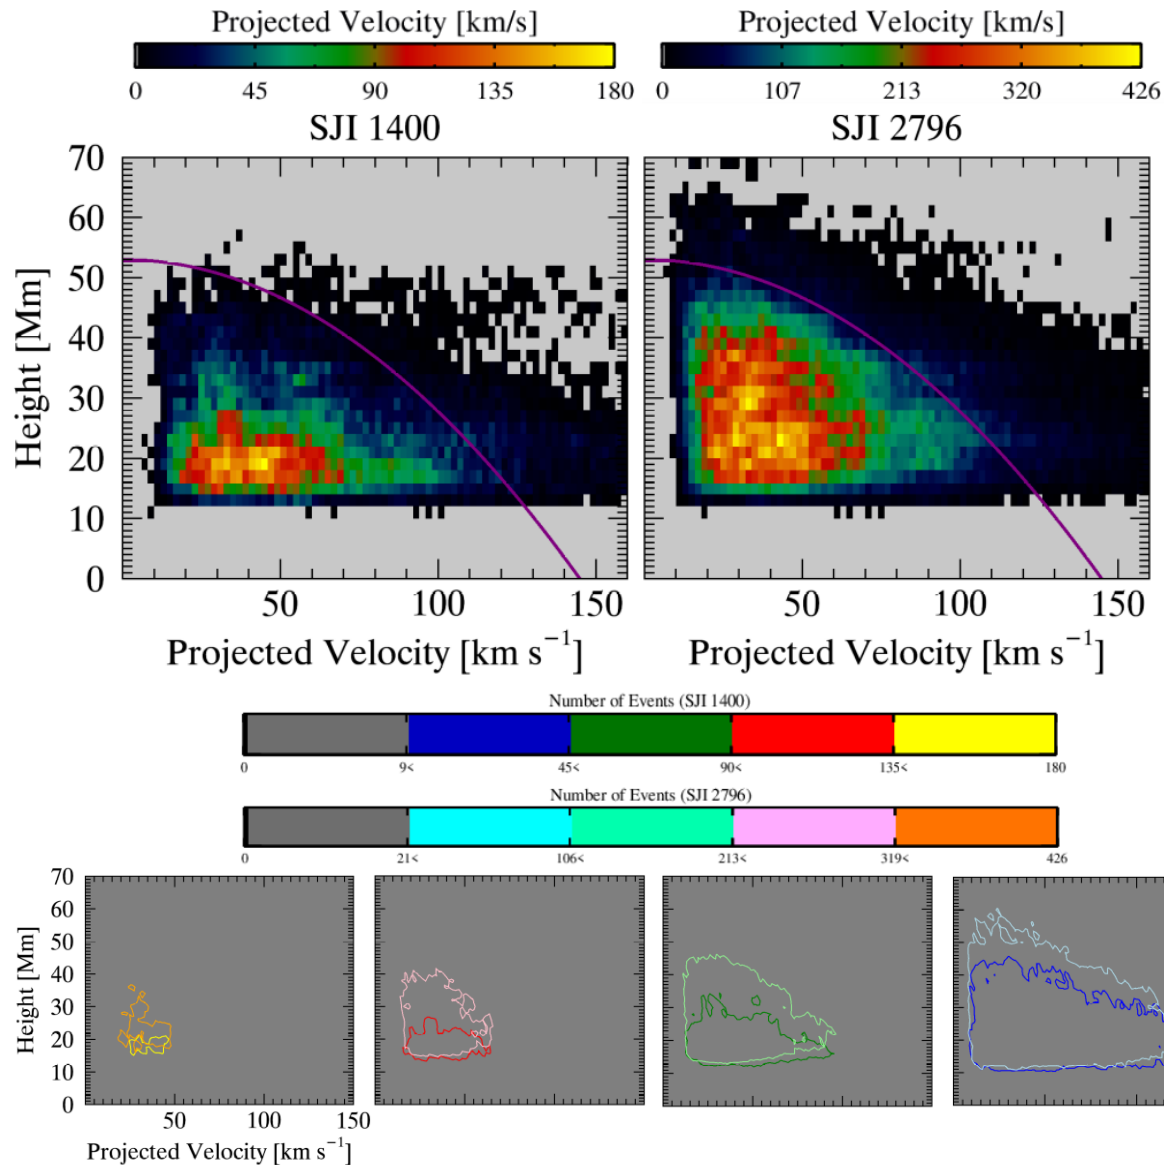 Projected Velocity [km/s] Projected Velocity [km/s]
0 45 90 135 180 0 107 213 320 426
SJI 1400 SJI 2796
70
60
50
40
30
20
10
0
Height [Mm]
50 100 150 50 100 150
Projected Velocity [km s⁻¹] Projected Velocity [km s⁻¹]
Number of Events (SJI 1400)
0 9< 45< 90< 135< 180
Number of Events (SJI 2796)
0 21< 106< 213< 319< 426
70
60
50
40
30
20
10
0
Height [Mm]
50 100 150
Projected Velocity [km s⁻¹]